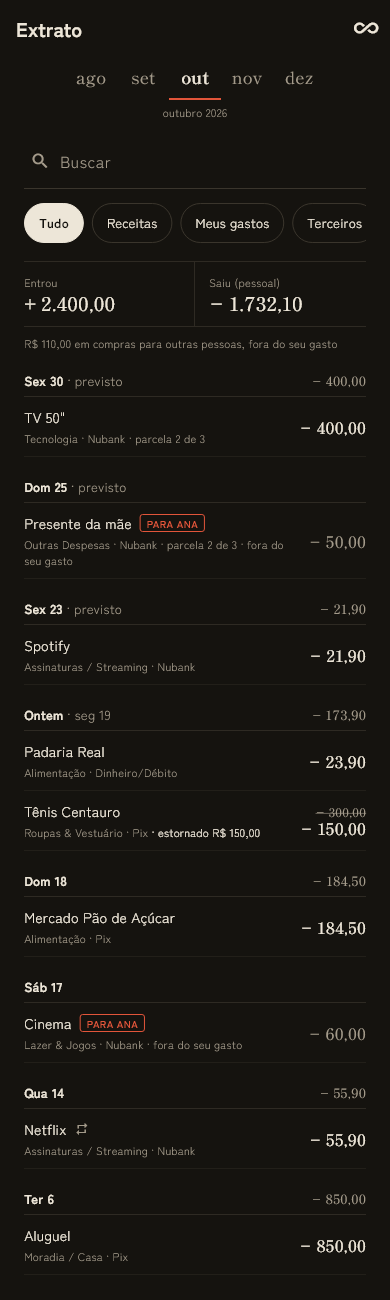 Extrato
ago set out nov dez
outubro 2026
Buscar
Tudo Receitas Meus gastos Terceiros
Entrou Saiu (pessoal)
+ 2.400,00 − 1.732,10
R$ 110,00 em compras para outras pessoas, fora do seu gasto
Sex 30 · previsto − 400,00
TV 50"
− 400,00
Tecnologia · Nubank · parcela 2 de 3
Dom 25 · previsto
Presente da mãe PARA ANA
− 50,00
Outras Despesas · Nubank · parcela 2 de 3 · fora do
seu gasto
Sex 23 · previsto − 21,90
Spotify
− 21,90
Assinaturas / Streaming · Nubank
Ontem · seg 19 − 173,90
Padaria Real
− 23,90
Alimentação · Dinheiro/Débito
Tênis Centauro − 300,00
Roupas & Vestuário · Pix · estornado R$ 150,00 − 150,00
Dom 18 − 184,50
Mercado Pão de Açúcar
− 184,50
Alimentação · Pix
Sáb 17
Cinema PARA ANA
− 60,00
Lazer & Jogos · Nubank · fora do seu gasto
Qua 14 − 55,90
Netflix
− 55,90
Assinaturas / Streaming · Nubank
Ter 6 − 850,00
Aluguel
− 850,00
Moradia / Casa · Pix